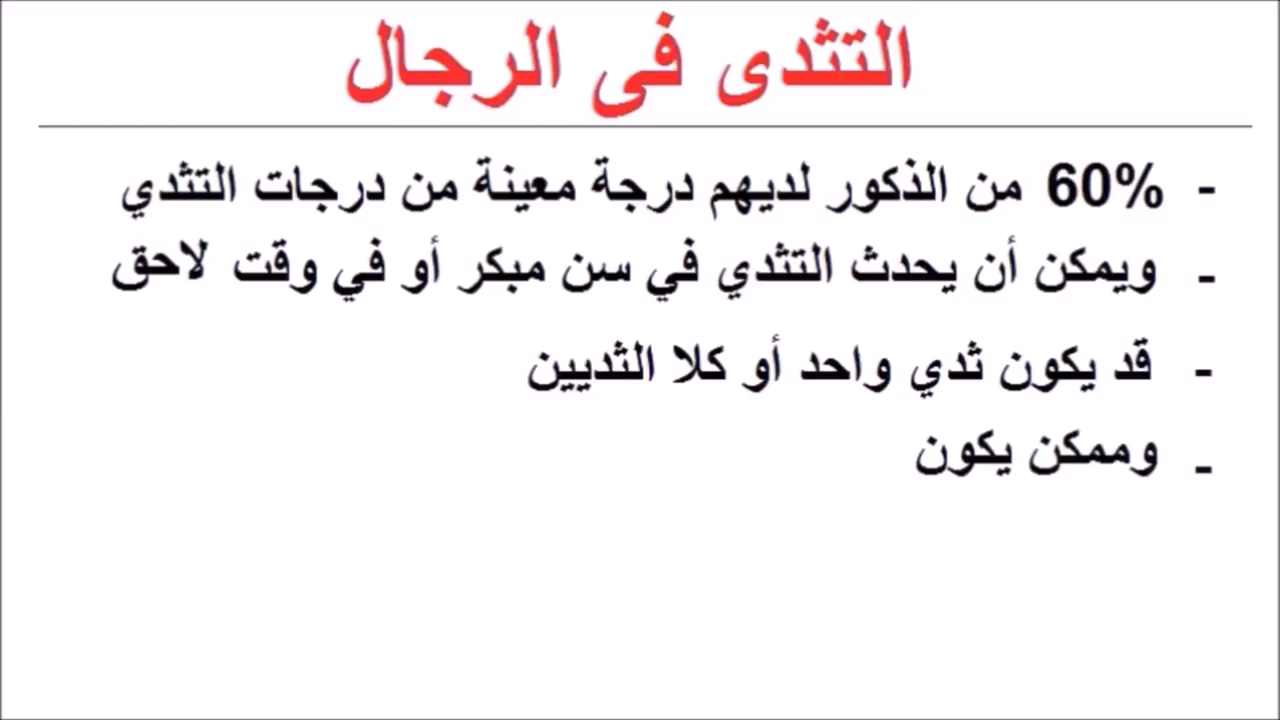 التثدى فى الرجال
- 60% من الذكور لديهم درجة معينة من درجات التثدي
- ويمكن أن يحدث التثدي في سن مبكر أو في وقت لاحق
- قد يكون ثدي واحد أو كلا الثديين
- وممكن يكون